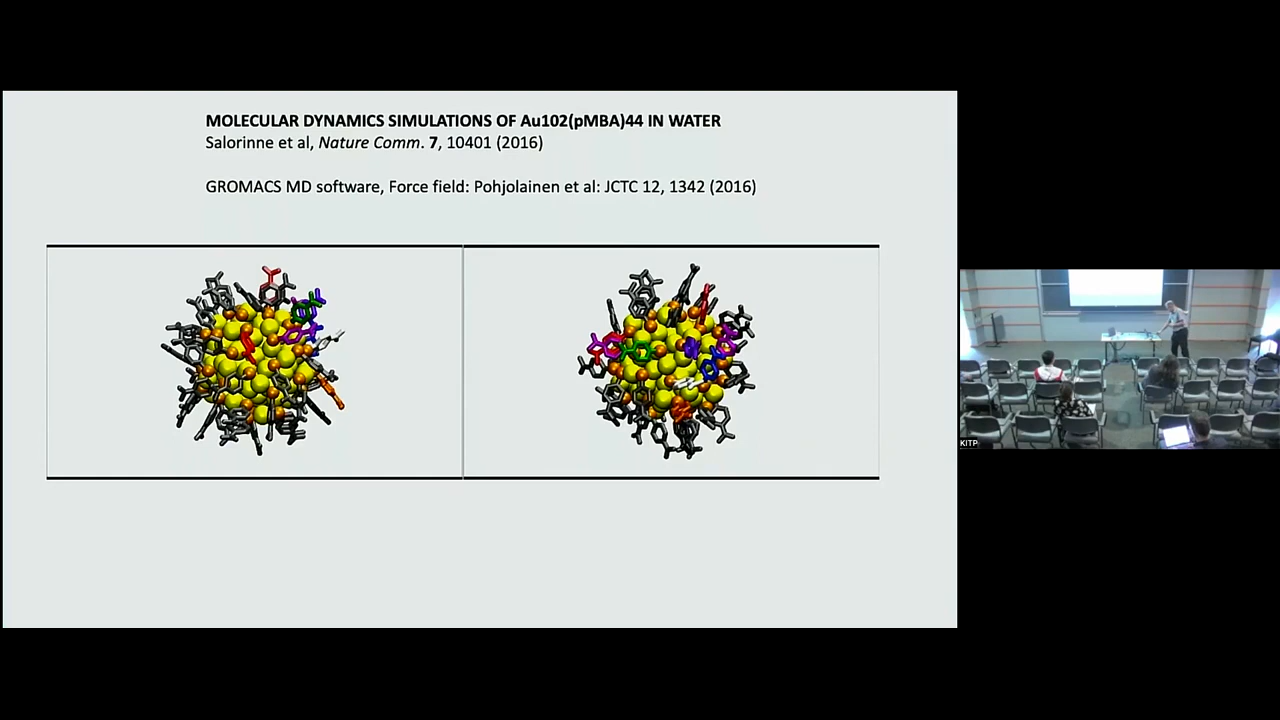 MOLECULAR DYNAMICS SIMULATIONS OF Au102(pMBA)44 IN WATER
Salorinne et al, Nature Comm. 7, 10401 (2016)
GROMACS MD software, Force field: Pohjolainen et al: JCTC 12, 1342 (2016)
KITP